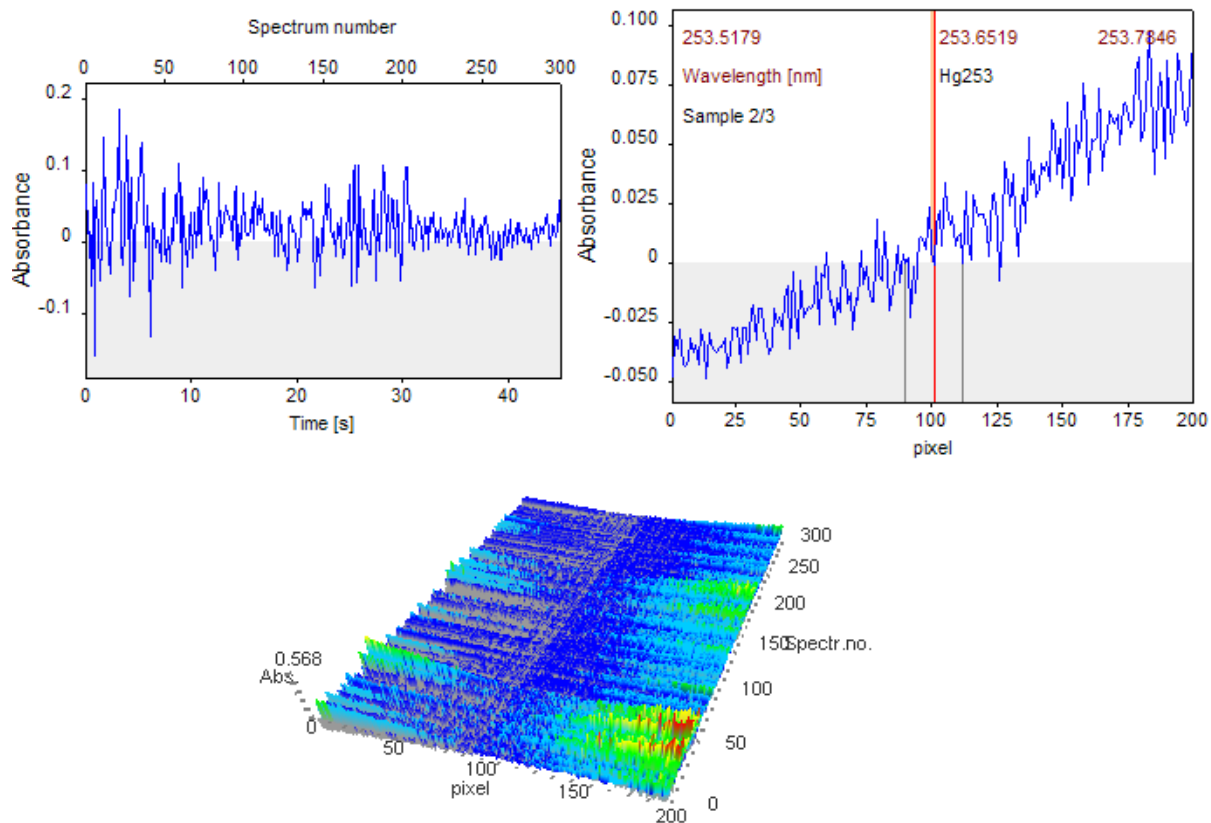 Spectrum number
0 50 100 150 200 250 300
0.2
0.1
0
-0.1
Absorbance
0 10 20 30 40
Time [s]
0.100
0.075
0.050
0.025
0
-0.025
-0.050
Absorbance
253.5179 253.6519 253.7846
Wavelength [nm] Hg253
Sample 2/3
1 25 50 75 100 125 150 175 200
pixel
0.568
Abs.
0 50 100 150 200
pixel
300
250
200
150
Spectr.no.
100
50
0